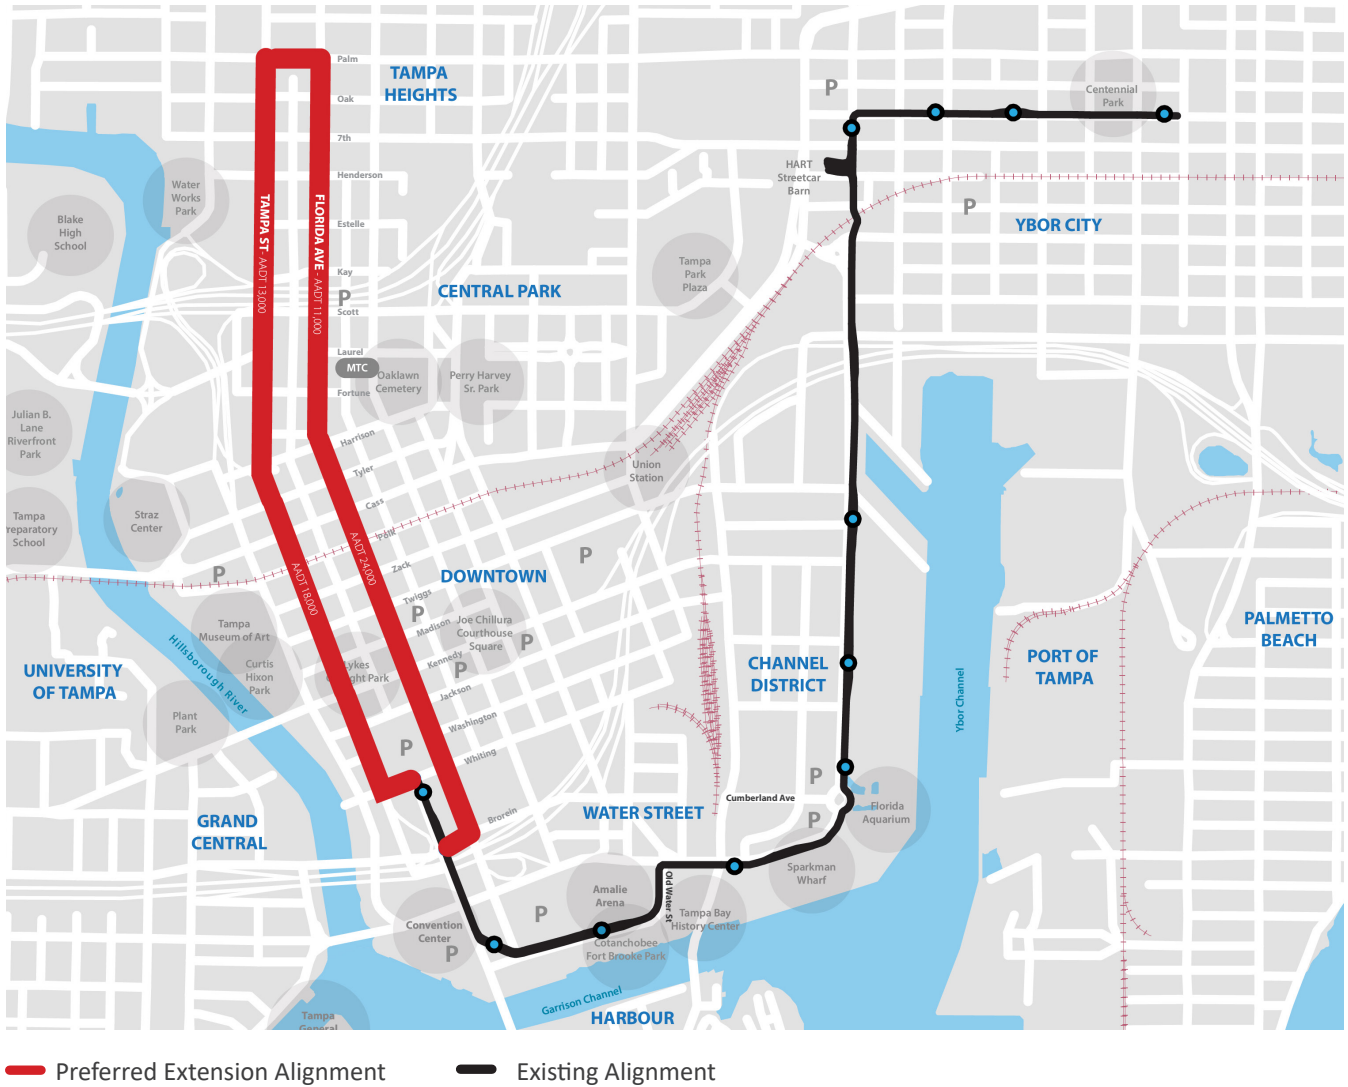 Palm
TAMPA
HEIGHTS
Oak
7th
Henderson
Estelle
Kay
P
Scott
Laurel
MTC
Fortune
Harrison
Tyler
Cass
Polk
Zack
Twiggs
Madison
Kennedy
Jackson
Washington
Whiting
Brorein
TAMPA ST - AADT 13,000
FLORIDA AVE - AADT 11,000
AADT 18,000
AADT 24,000
Water
Works
Park
Blake
High
School
Julian B.
Lane
Riverfront
Park
Tampa
School
Straz
Center
P
CENTRAL PARK
Oaklawn
Cemetery
Perry Harvey
Sr. Park
Tampa
Park
Plaza
P
HART
Streetcar
Barn
Centennial
Park
P
YBOR CITY
Union
Station
P
DOWNTOWN
P
Joe Chillura
Courthouse
Square
P
P
P
Tampa
Museum of Art
Curtis
Hixon
Park
Lykes
Park
Hillsborough River
UNIVERSITY
OF TAMPA
Plant
Park
GRAND
CENTRAL
CHANNEL
DISTRICT
Ybor Channel
PORT OF
TAMPA
PALMETTO
BEACH
WATER STREET
Cumberland Ave
P
P
Florida
Aquarium
Sparkman
Wharf
Old Water St
Amalie
Arena
P
Tampa Bay
History Center
Cotanchobee
Fort Brooke Park
Convention
Center
P
Garrison Channel
HARBOUR
Tampa
General
Preferred Extension Alignment
Existing Alignment